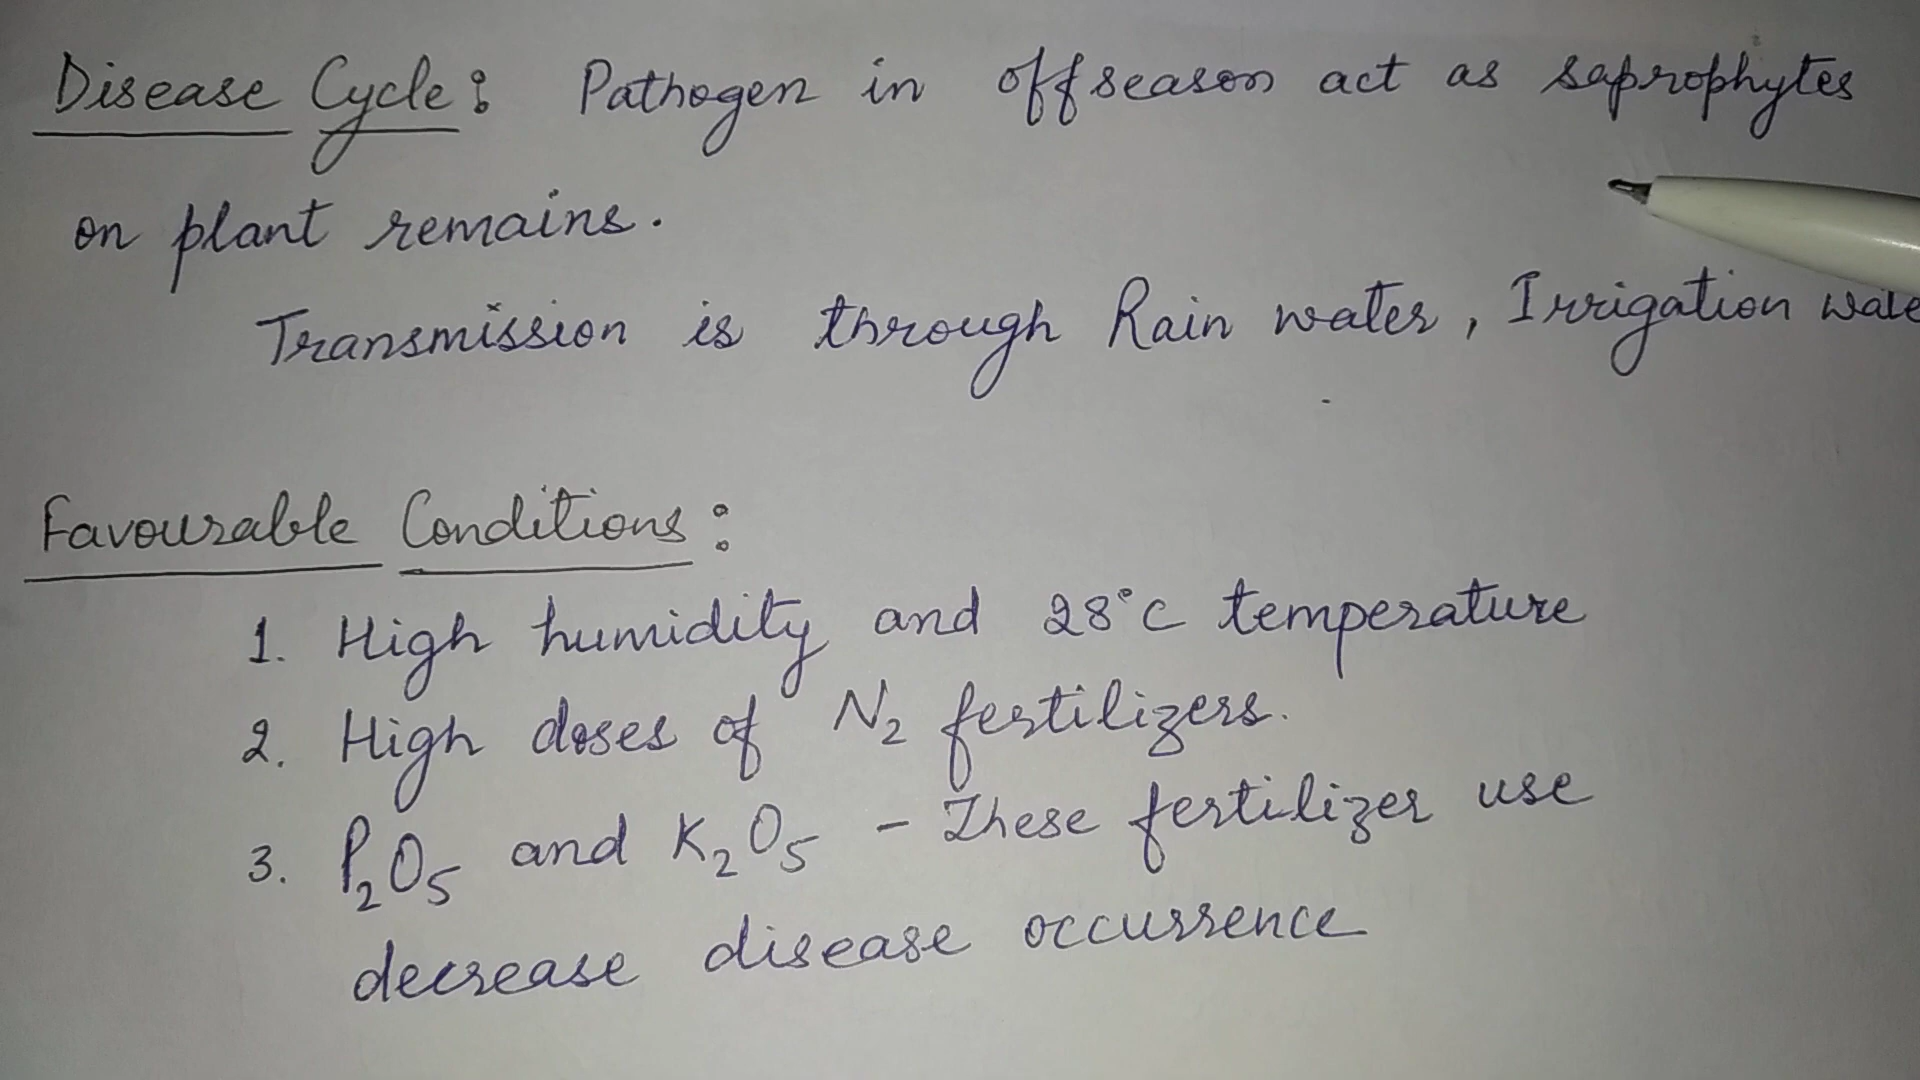 Disease Cycle: Pathogen in offseason act as saprophytes
on plant remains.
Transmission is through Rain water, Irrigation wate
Favourable Conditions:
1. High humidity and 28°C temperature
2. High doses of N₂ fertilizers.
3. P₂O₅ and K₂O₅ - These fertilizer use
decrease disease occurrence